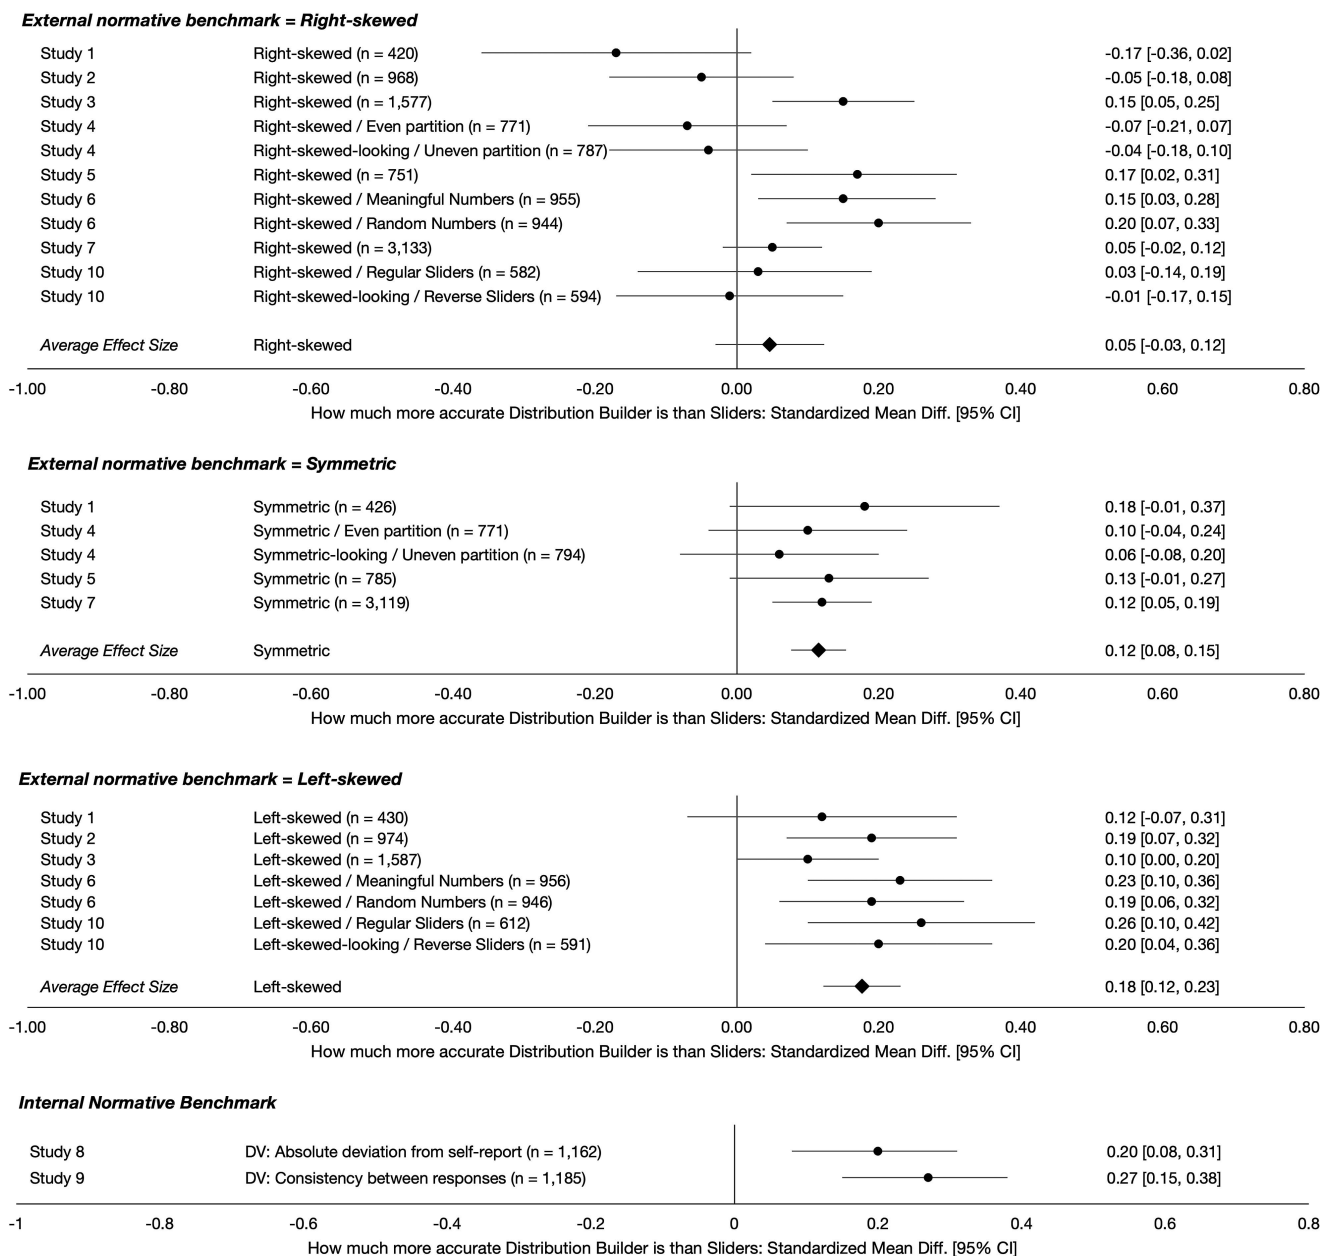 External normative benchmark = Right-skewed
Study 1 Right-skewed (n = 420) -0.17 [-0.36, 0.02]
Study 2 Right-skewed (n = 968) -0.05 [-0.18, 0.08]
Study 3 Right-skewed (n = 1,577) 0.15 [0.05, 0.25]
Study 4 Right-skewed / Even partition (n = 771) -0.07 [-0.21, 0.07]
Study 4 Right-skewed-looking / Uneven partition (n = 787) -0.04 [-0.18, 0.10]
Study 5 Right-skewed (n = 751) 0.17 [0.02, 0.31]
Study 6 Right-skewed / Meaningful Numbers (n = 955) 0.15 [0.03, 0.28]
Study 6 Right-skewed / Random Numbers (n = 944) 0.20 [0.07, 0.33]
Study 7 Right-skewed (n = 3,133) 0.05 [-0.02, 0.12]
Study 10 Right-skewed / Regular Sliders (n = 582) 0.03 [-0.14, 0.19]
Study 10 Right-skewed-looking / Reverse Sliders (n = 594) -0.01 [-0.17, 0.15]
Average Effect Size Right-skewed 0.05 [-0.03, 0.12]
-1.00 -0.80 -0.60 -0.40 -0.20 0.00 0.20 0.40 0.60 0.80
How much more accurate Distribution Builder is than Sliders: Standardized Mean Diff. [95% CI]
External normative benchmark = Symmetric
Study 1 Symmetric (n = 426) 0.18 [-0.01, 0.37]
Study 4 Symmetric / Even partition (n = 771) 0.10 [-0.04, 0.24]
Study 4 Symmetric-looking / Uneven partition (n = 794) 0.06 [-0.08, 0.20]
Study 5 Symmetric (n = 785) 0.13 [-0.01, 0.27]
Study 7 Symmetric (n = 3,119) 0.12 [0.05, 0.19]
Average Effect Size Symmetric 0.12 [0.08, 0.15]
-1.00 -0.80 -0.60 -0.40 -0.20 0.00 0.20 0.40 0.60 0.80
How much more accurate Distribution Builder is than Sliders: Standardized Mean Diff. [95% CI]
External normative benchmark = Left-skewed
Study 1 Left-skewed (n = 430) 0.12 [-0.07, 0.31]
Study 2 Left-skewed (n = 974) 0.19 [0.07, 0.32]
Study 3 Left-skewed (n = 1,587) 0.10 [0.00, 0.20]
Study 6 Left-skewed / Meaningful Numbers (n = 956) 0.23 [0.10, 0.36]
Study 6 Left-skewed / Random Numbers (n = 946) 0.19 [0.06, 0.32]
Study 10 Left-skewed / Regular Sliders (n = 612) 0.26 [0.10, 0.42]
Study 10 Left-skewed-looking / Reverse Sliders (n = 591) 0.20 [0.04, 0.36]
Average Effect Size Left-skewed 0.18 [0.12, 0.23]
-1.00 -0.80 -0.60 -0.40 -0.20 0.00 0.20 0.40 0.60 0.80
How much more accurate Distribution Builder is than Sliders: Standardized Mean Diff. [95% CI]
Internal Normative Benchmark
Study 8 DV: Absolute deviation from self-report (n = 1,162) 0.20 [0.08, 0.31]
Study 9 DV: Consistency between responses (n = 1,185) 0.27 [0.15, 0.38]
-1 -0.8 -0.6 -0.4 -0.2 0 0.2 0.4 0.6 0.8
How much more accurate Distribution Builder is than Sliders: Standardized Mean Diff. [95% CI]